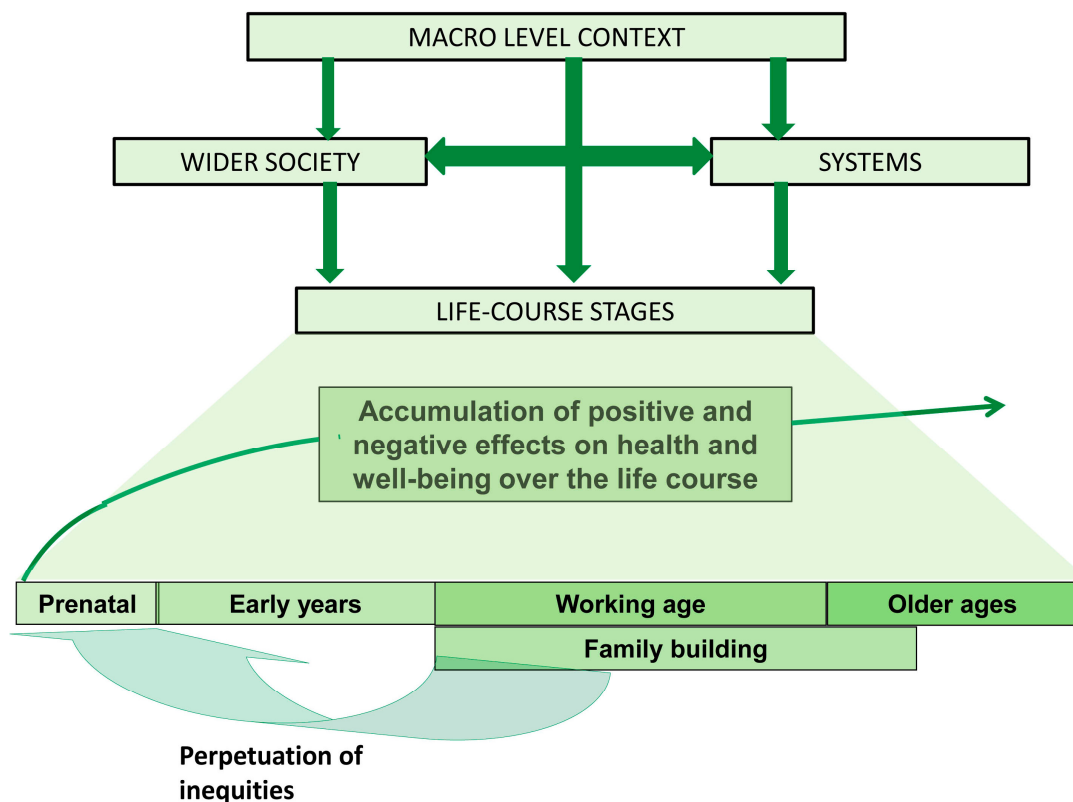 MACRO LEVEL CONTEXT
WIDER SOCIETY
SYSTEMS
LIFE-COURSE STAGES
Accumulation of positive and
negative effects on health and
well-being over the life course
Prenatal
Early years
Working age
Older ages
Family building
Perpetuation of
inequities